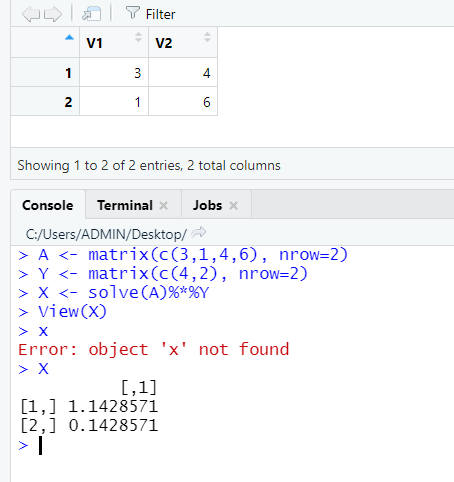 Filter
V1 V2
1 3 4
2 1 6
Showing 1 to 2 of 2 entries, 2 total columns
Console Terminal × Jobs ×
C:/Users/ADMIN/Desktop/
> A <- matrix(c(3,1,4,6), nrow=2)
> Y <- matrix(c(4,2), nrow=2)
> X <- solve(A)%*%Y
> View(X)
> x
Error: object 'x' not found
> X
[,1]
[1,] 1.1428571
[2,] 0.1428571
>